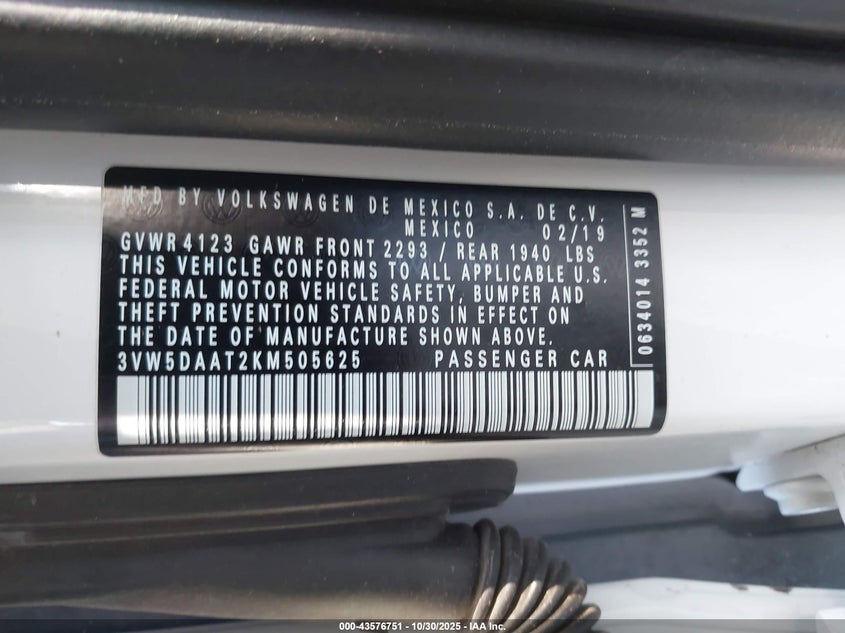 MFD BY VOLKSWAGEN DE MEXICO S.A. DE C.V.
MEXICO 02/19
GVWR 4123 GAWR FRONT 2293 / REAR 1940 LBS
THIS VEHICLE CONFORMS TO ALL APPLICABLE U.S.
FEDERAL MOTOR VEHICLE SAFETY, BUMPER AND
THEFT PREVENTION STANDARDS IN EFFECT ON
THE DATE OF MANUFACTURE SHOWN ABOVE.
3VW5DAAT2KM505625 PASSENGER CAR
0634014 3352 M
000-43576751 - 10/30/2025 - IAA Inc.